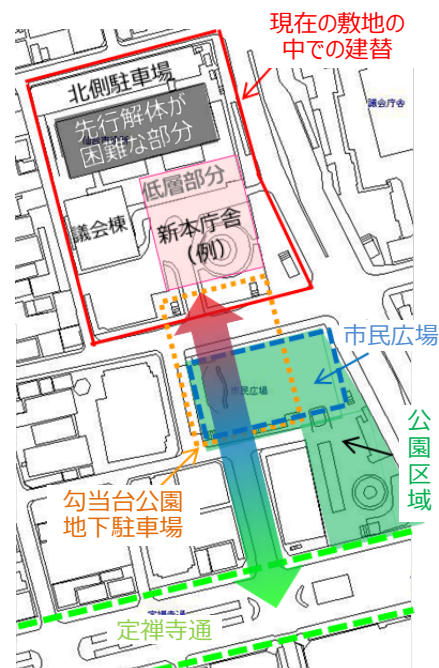 現在の敷地の
中での建替
北側駐車場
先行解体が
困難な部分
議会庁舎
低層部分
議会棟
新本庁舎
(例)
市民広場
市民広場
公
園
区
域
勾当台公園
地下駐車場
定禅寺通
定禅寺通